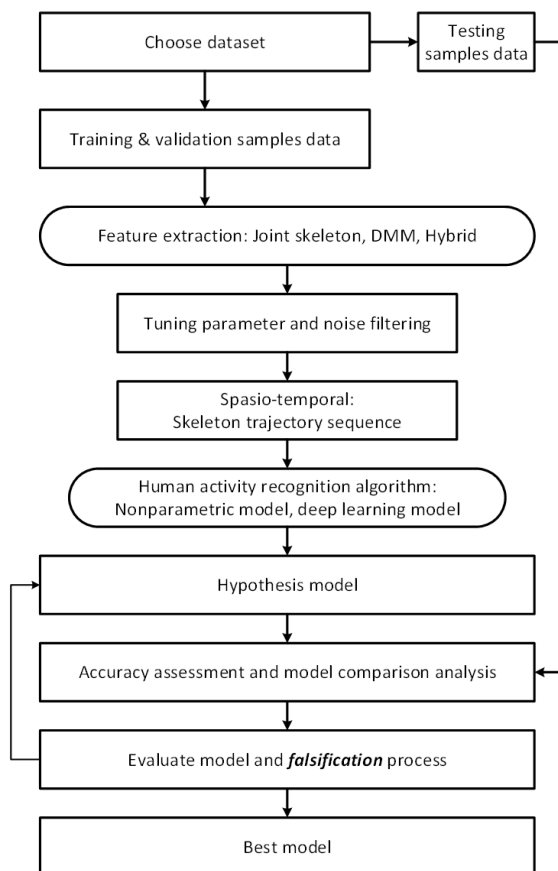 Choose dataset
Testing
samples data
Training & validation samples data
Feature extraction: Joint skeleton, DMM, Hybrid
Tuning parameter and noise filtering
Spasio-temporal:
Skeleton trajectory sequence
Human activity recognition algorithm:
Nonparametric model, deep learning model
Hypothesis model
Accuracy assessment and model comparison analysis
Evaluate model and falsification process
Best model